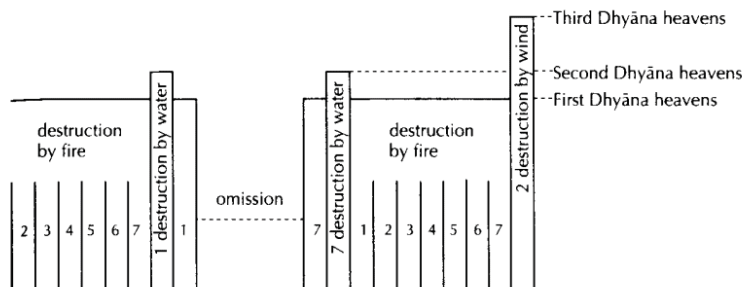 Third Dhyāna heavens
Second Dhyāna heavens
First Dhyāna heavens
destruction
by fire
1 destruction by water
omission
7 destruction by water
destruction
by fire
2 destruction by wind
2 3 4 5 6 7 1 7 1 2 3 4 5 6 7